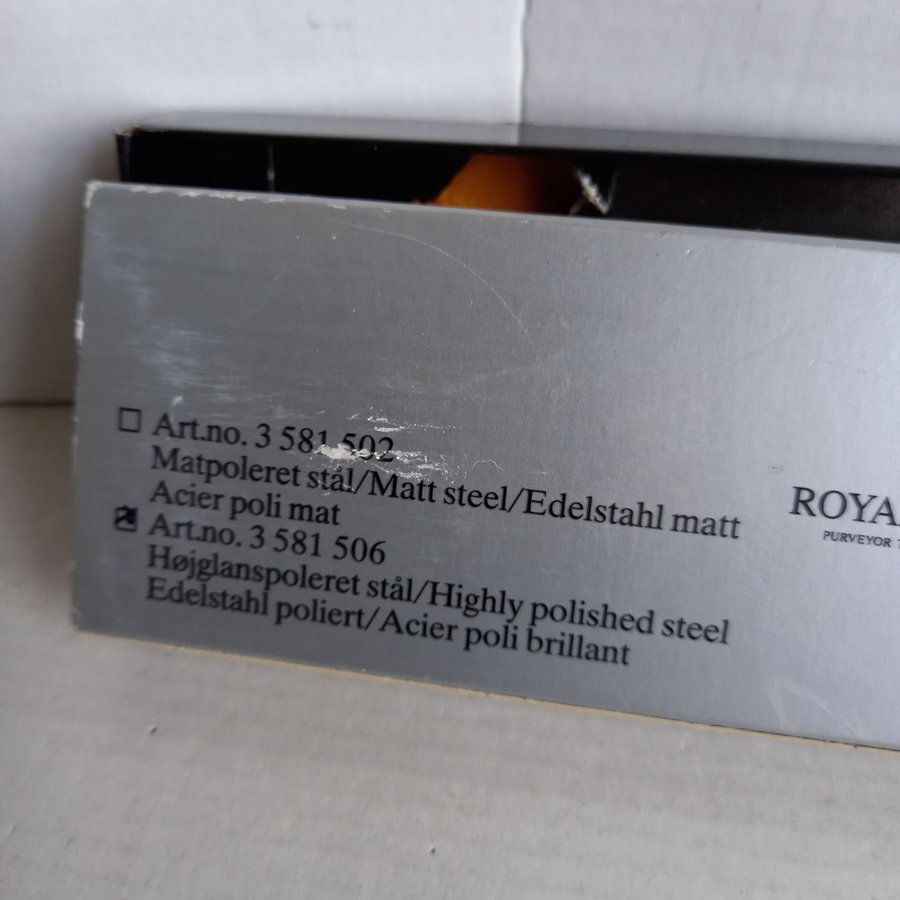 Art.no. 3 581 502
Matpoleret stål/Matt steel/Edelstahl matt
Acier poli mat
Art.no. 3 581 506
Højglanspoleret stål/Highly polished steel
Edelstahl poliert/Acier poli brillant
ROYA
PURVEYOR T